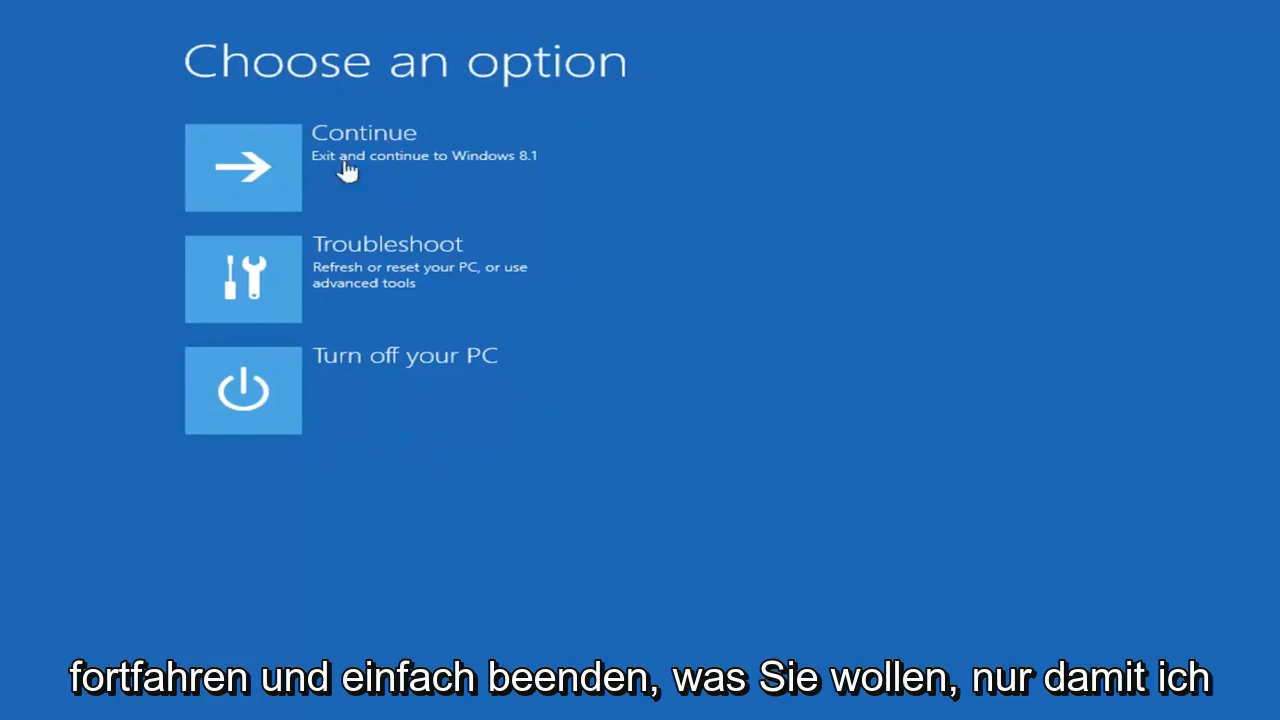 Choose an option
Continue
Exit and continue to Windows 8.1
Troubleshoot
Refresh or reset your PC, or use
advanced tools
Turn off your PC
fortfahren und einfach beenden, was Sie wollen, nur damit ich